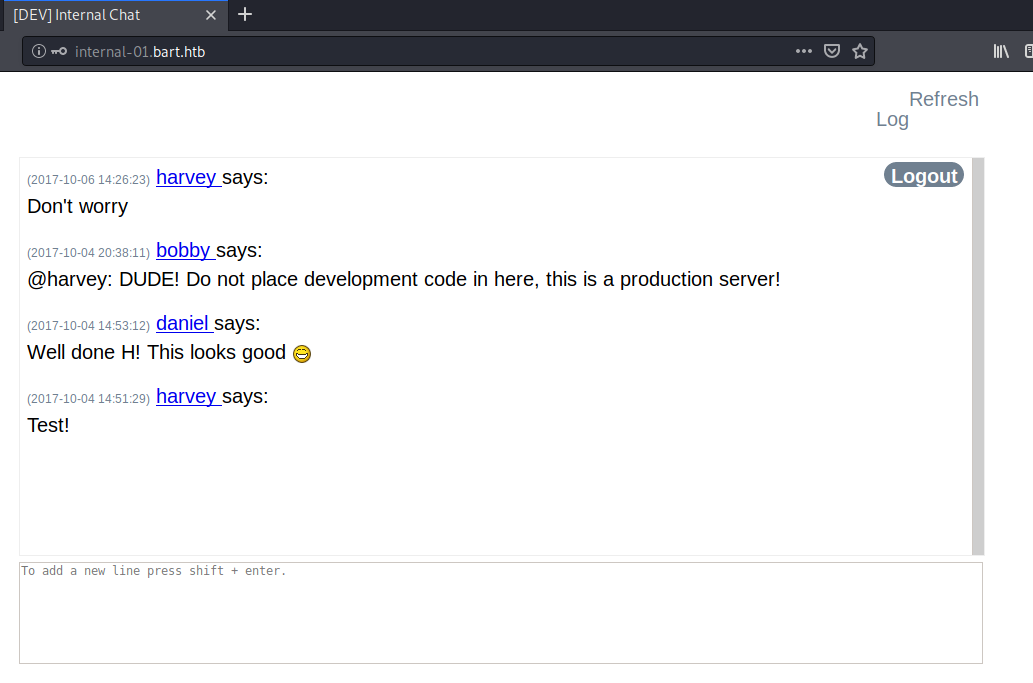 [DEV] Internal Chat
internal-01.bart.htb
Refresh
Log
Logout
(2017-10-06 14:26:23) harvey says:
Don't worry
(2017-10-04 20:38:11) bobby says:
@harvey: DUDE! Do not place development code in here, this is a production server!
(2017-10-04 14:53:12) daniel says:
Well done H! This looks good
(2017-10-04 14:51:29) harvey says:
Test!
To add a new line press shift + enter.